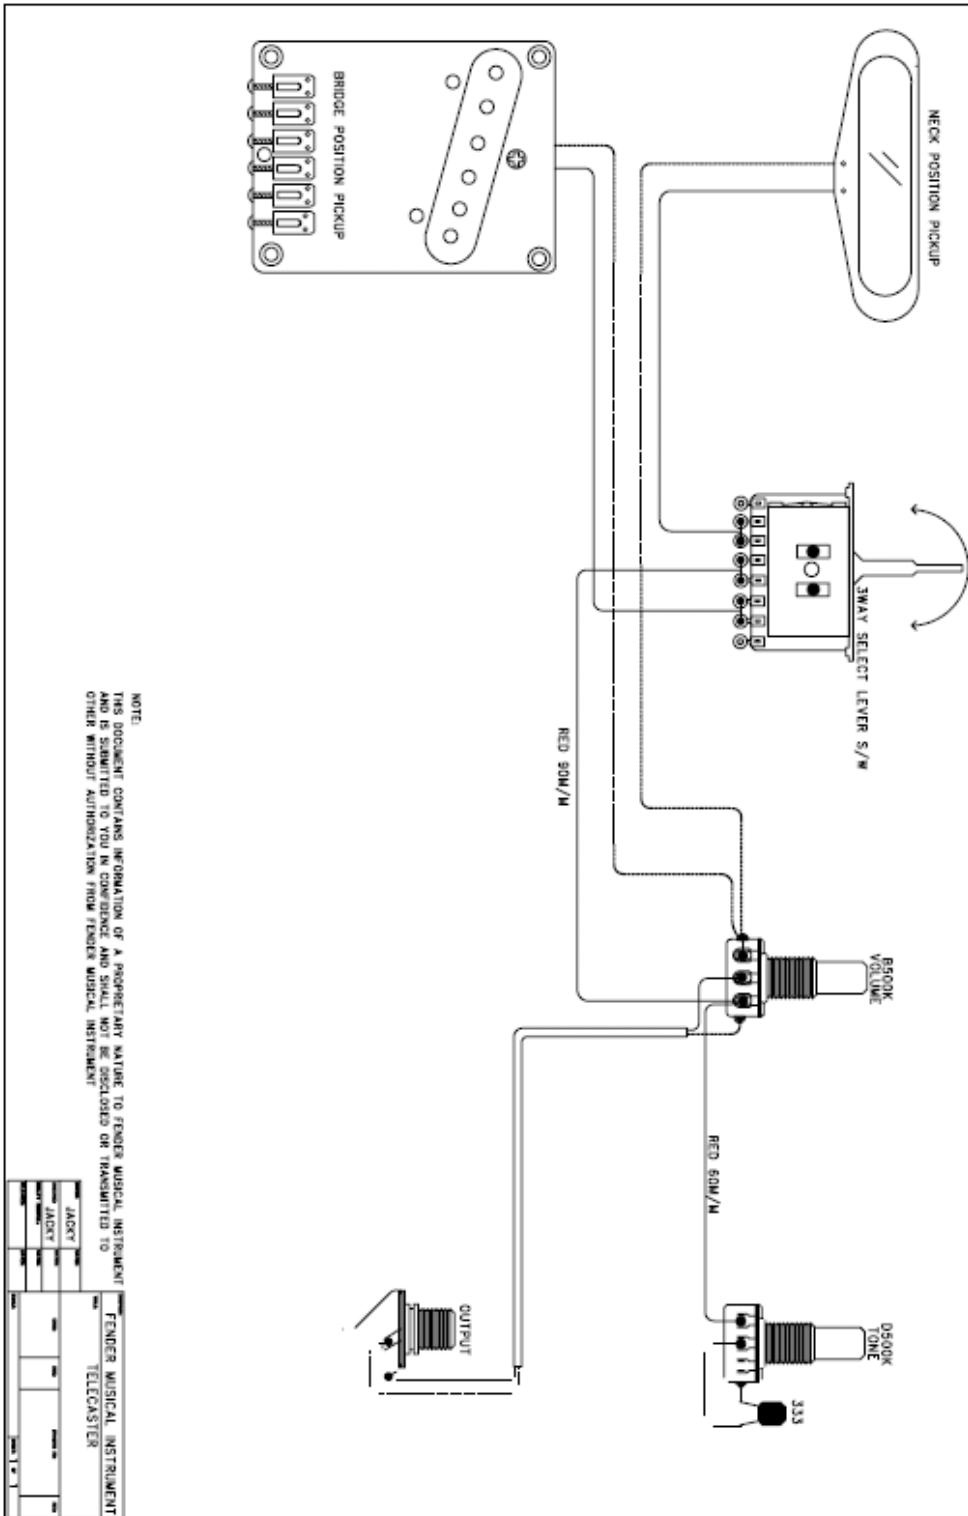 NECK POSITION PICKUP
BRIDGE POSITION PICKUP
3WAY SELECT LEVER S/W
RED 90M/M
B500K
VOLUME
RED 60M/M
D500K
TONE
333
OUTPUT
NOTE:
THIS DOCUMENT CONTAINS INFORMATION OF A PROPRIETARY NATURE TO FENDER MUSICAL INSTRUMENT
AND IS SUBMITTED TO YOU IN CONFIDENCE AND SHALL NOT BE DISCLOSED OR TRANSMITTED TO
OTHER WITHOUT AUTHORIZATION FROM FENDER MUSICAL INSTRUMENT
JACKY
JACKY
FENDER MUSICAL INSTRUMENT
TELECASTER
1 OF 1